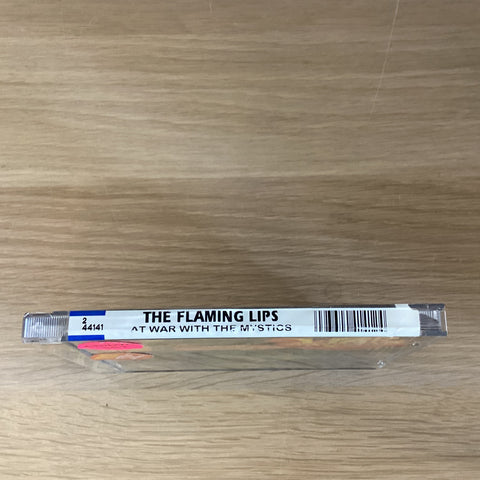 2
44141
THE FLAMING LIPS
AT WAR WITH THE MYSTICS